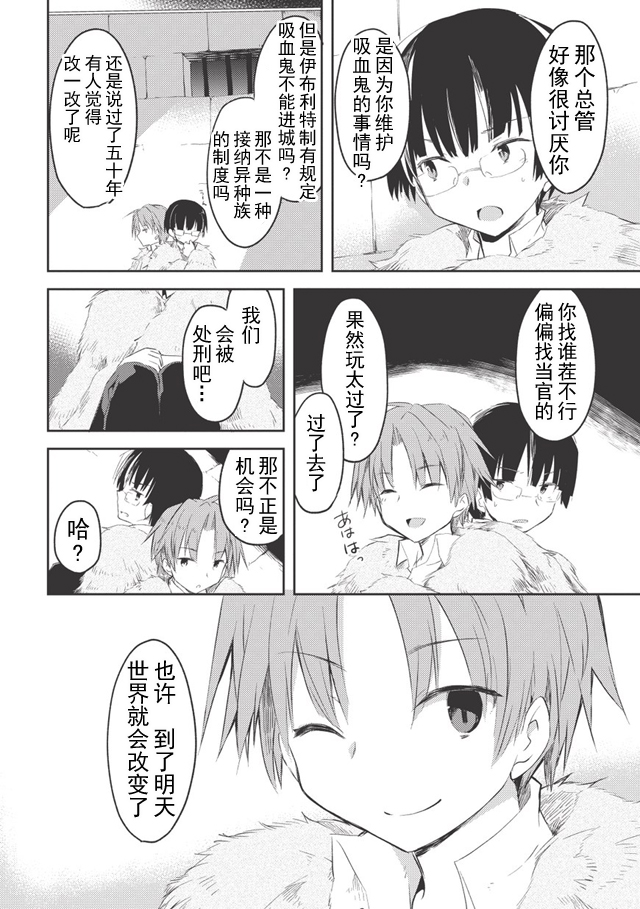 那个总管
好像很讨厌你
是因为你维护
吸血鬼的事情吗?
但是伊布利特制有规定
吸血鬼不能进城吗?
那不是一种
接纳异种族
的制度吗
还是说过了五十年
有人觉得
改一改了呢
你找谁茬不行
偏偏找当官的
果然玩太过了?
过了去了
あはは…
我们
会被
处刑吧…
那不正是
机会吗?
哈?
也许 到了明天
世界就会改变了